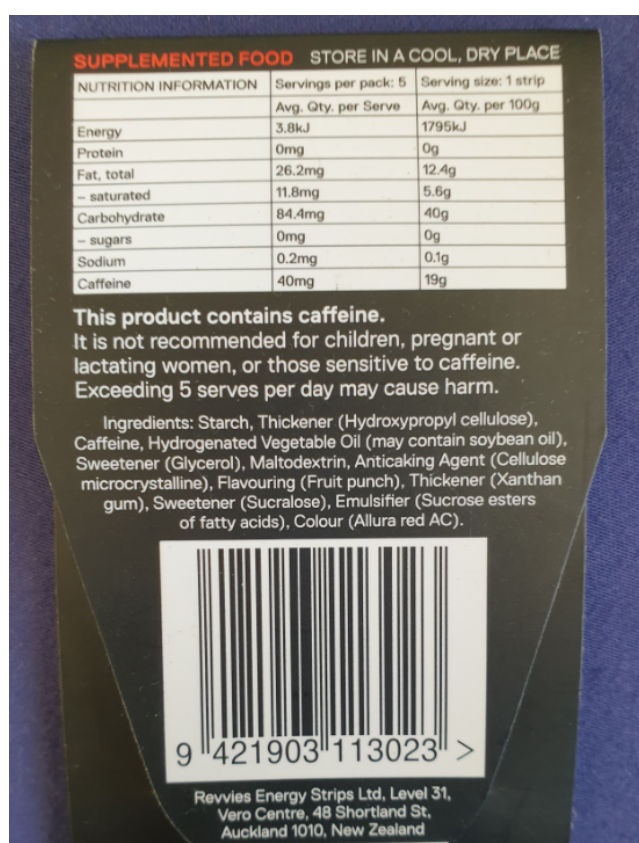 SUPPLEMENTED FOOD STORE IN A COOL, DRY PLACE
NUTRITION INFORMATION Servings per pack: 5 Serving size: 1 strip
Avg. Qty. per Serve Avg. Qty. per 100g
Energy 3.8kJ 1795kJ
Protein 0mg 0g
Fat, total 26.2mg 12.4g
– saturated 11.8mg 5.6g
Carbohydrate 84.4mg 40g
– sugars 0mg 0g
Sodium 0.2mg 0.1g
Caffeine 40mg 19g
This product contains caffeine.
It is not recommended for children, pregnant or
lactating women, or those sensitive to caffeine.
Exceeding 5 serves per day may cause harm.
Ingredients: Starch, Thickener (Hydroxypropyl cellulose),
Caffeine, Hydrogenated Vegetable Oil (may contain soybean oil),
Sweetener (Glycerol), Maltodextrin, Anticaking Agent (Cellulose
microcrystalline), Flavouring (Fruit punch), Thickener (Xanthan
gum), Sweetener (Sucralose), Emulsifier (Sucrose esters
of fatty acids), Colour (Allura red AC).
9 421903 113023 >
Revvies Energy Strips Ltd, Level 31,
Vero Centre, 48 Shortland St,
Auckland 1010, New Zealand